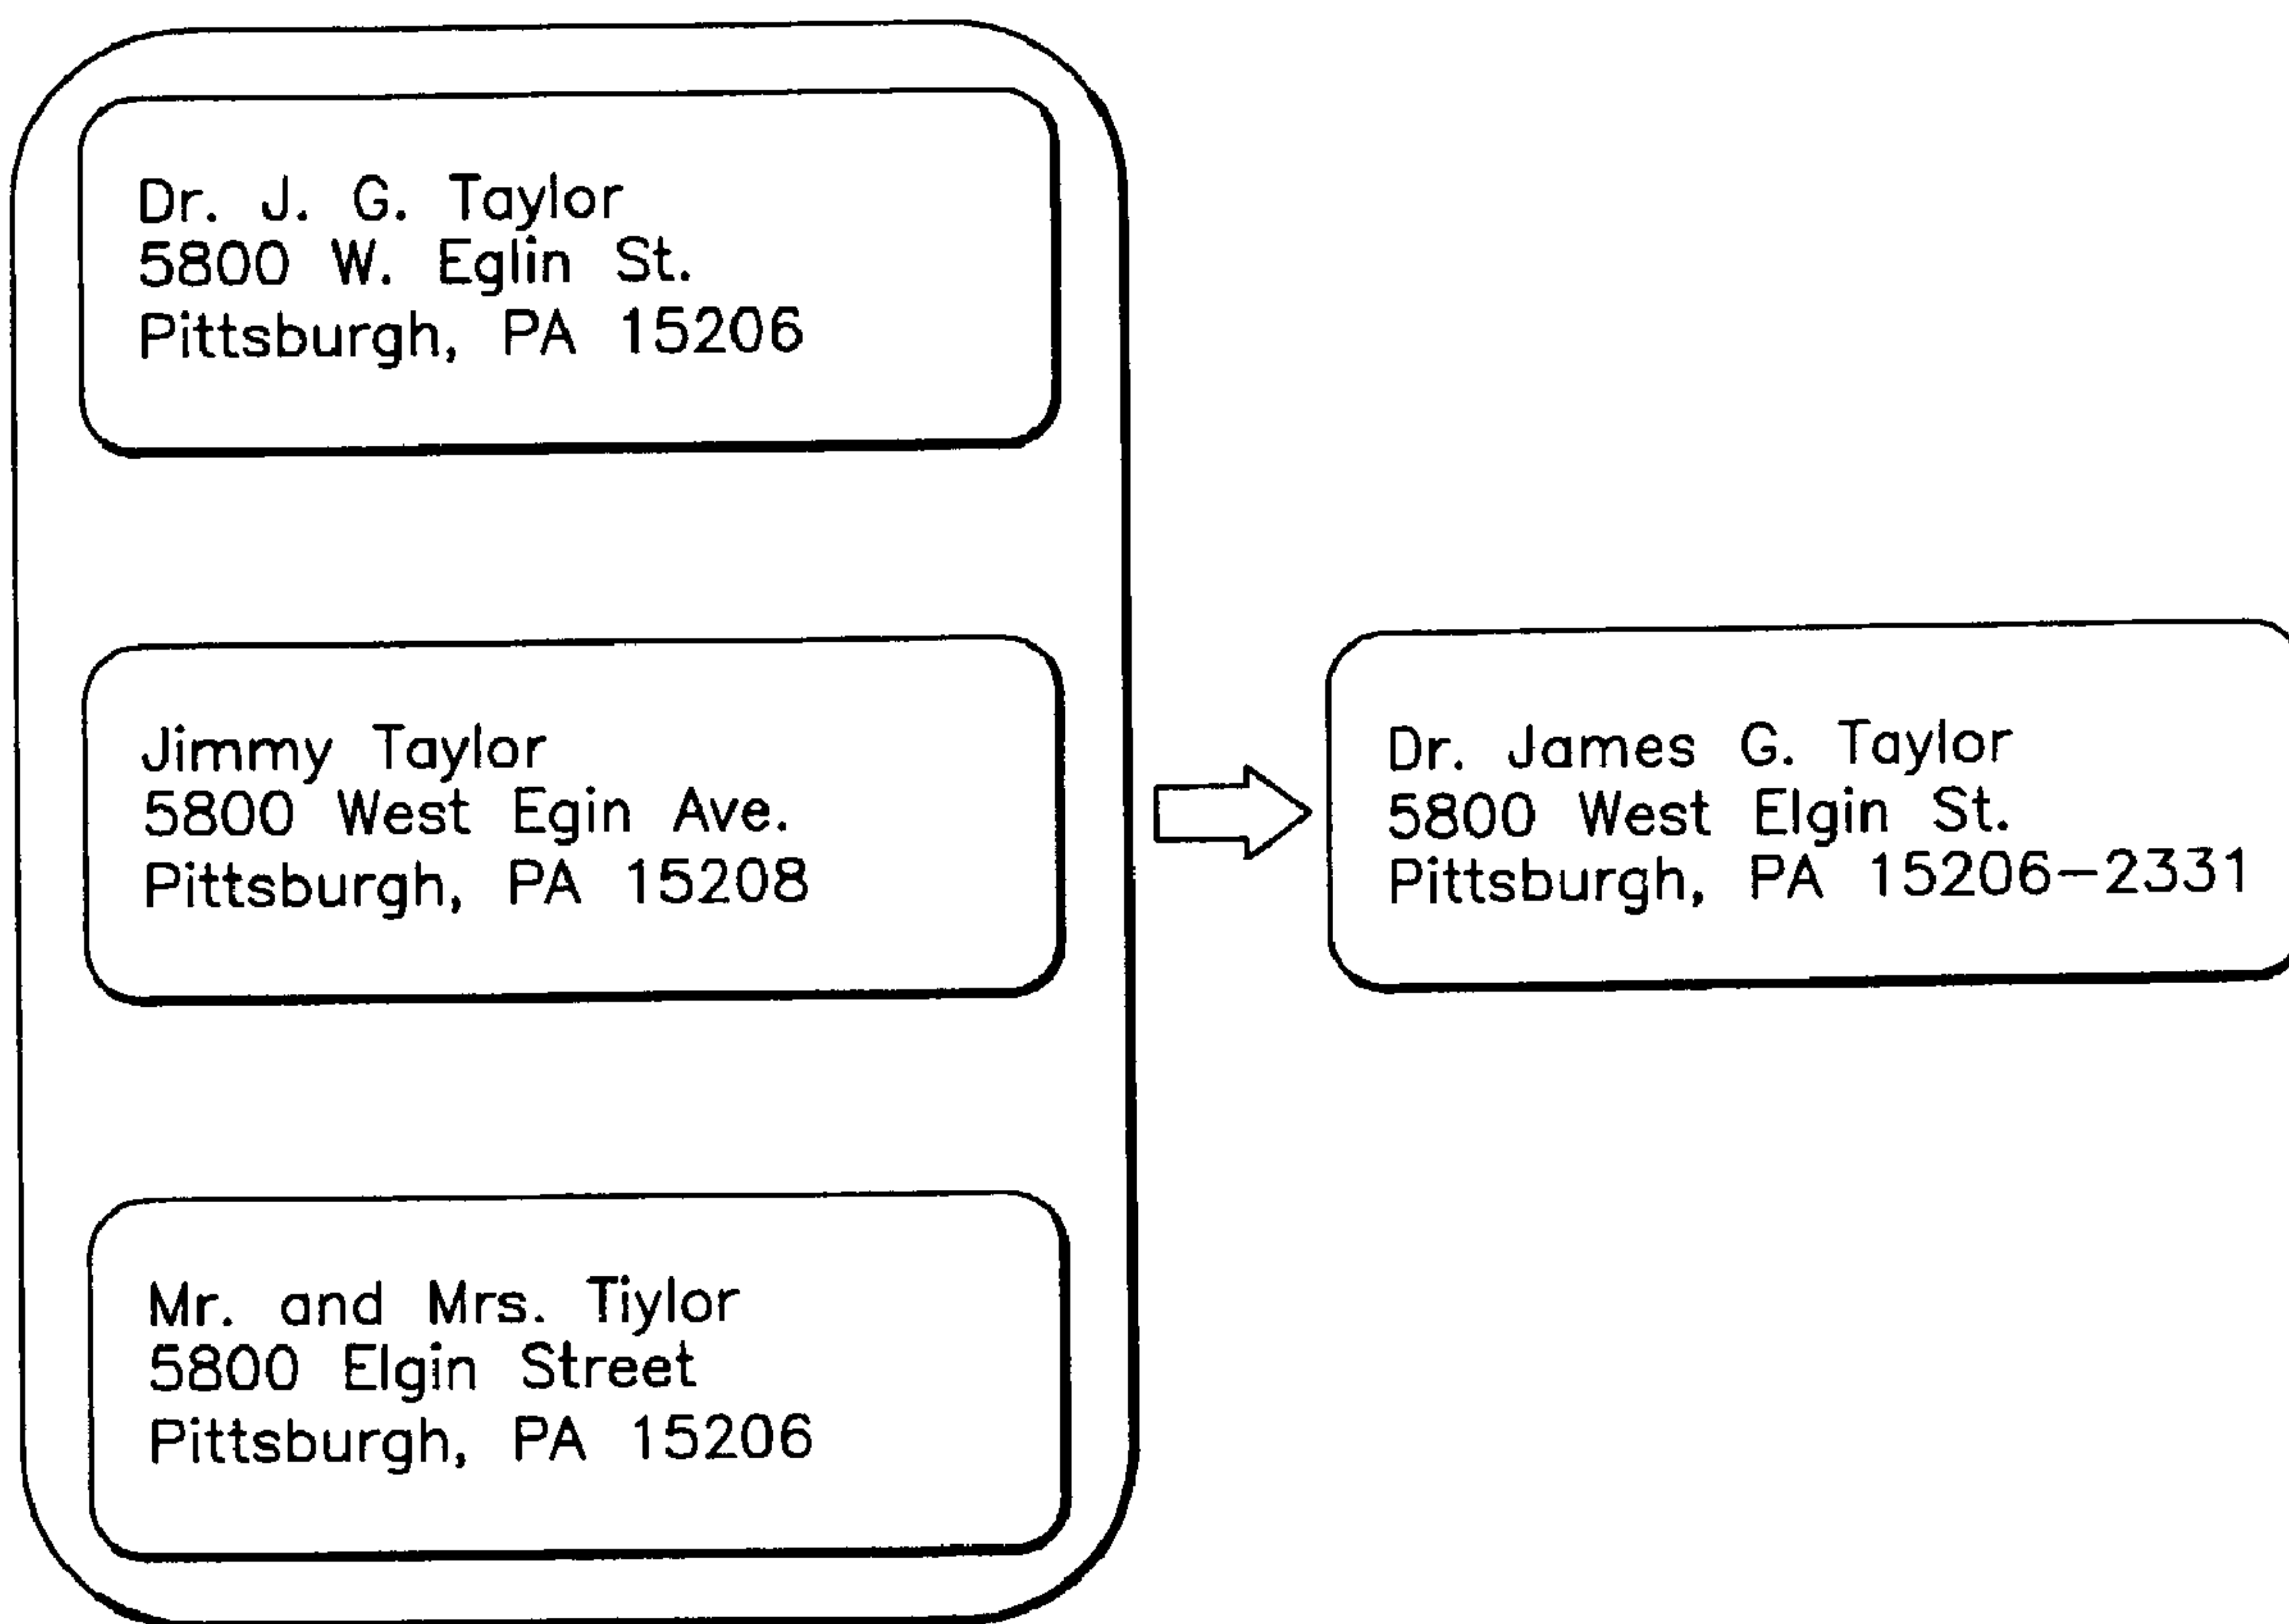 Dr. J. G. Taylor
5800 W. Eglin St.
Pittsburgh, PA 15206
Jimmy Taylor
5800 West Egin Ave.
Pittsburgh, PA 15208
Mr. and Mrs. Tiylor
5800 Elgin Street
Pittsburgh, PA 15206
Dr. James G. Taylor
5800 West Elgin St.
Pittsburgh, PA 15206-2331